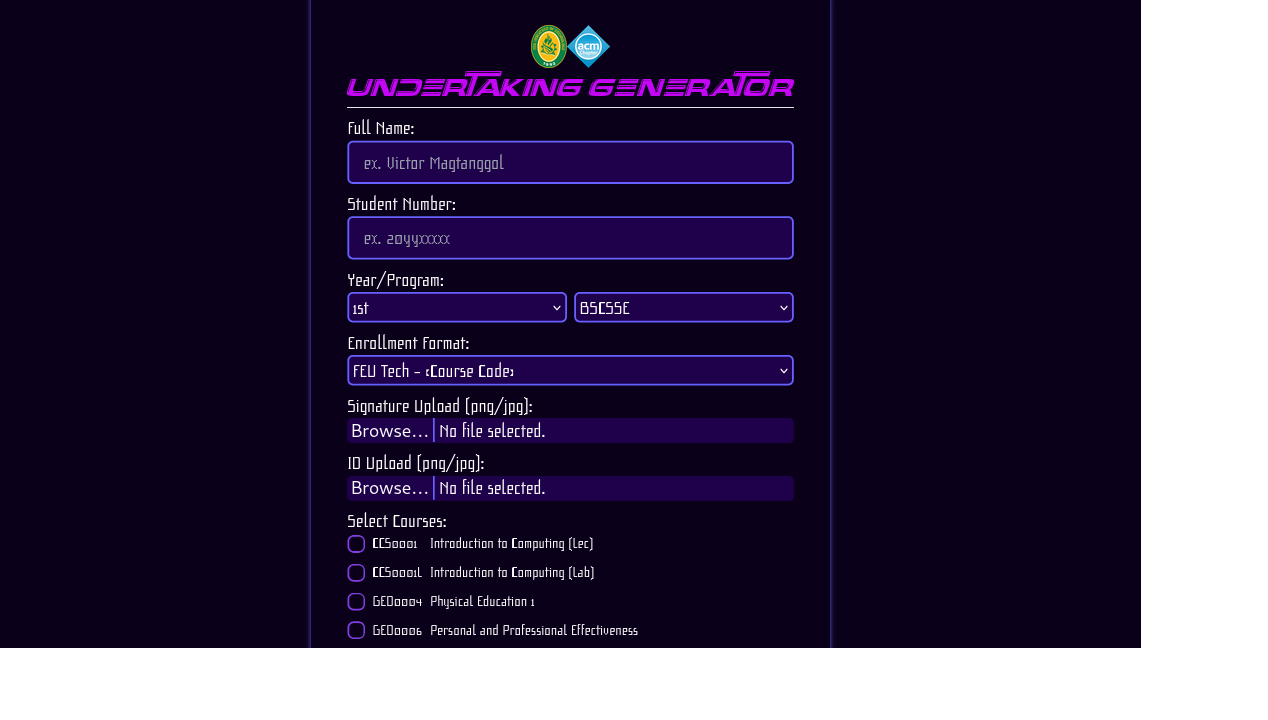 acm
Chapter
UNDERTAKING GENERATOR
Full Name:
ex. Victor Magtanggol
Student Number:
ex. 20yyxxxxx
Year/Program:
1st BSCSSE
Enrollment Format:
FEU Tech - <Course Code>
Signature Upload (png/jpg):
Browse... No file selected.
ID Upload (png/jpg):
Browse... No file selected.
Select Courses:
CCS0001 Introduction to Computing (Lec)
CCS0001L Introduction to Computing (Lab)
GED0004 Physical Education 1
GED0006 Personal and Professional Effectiveness